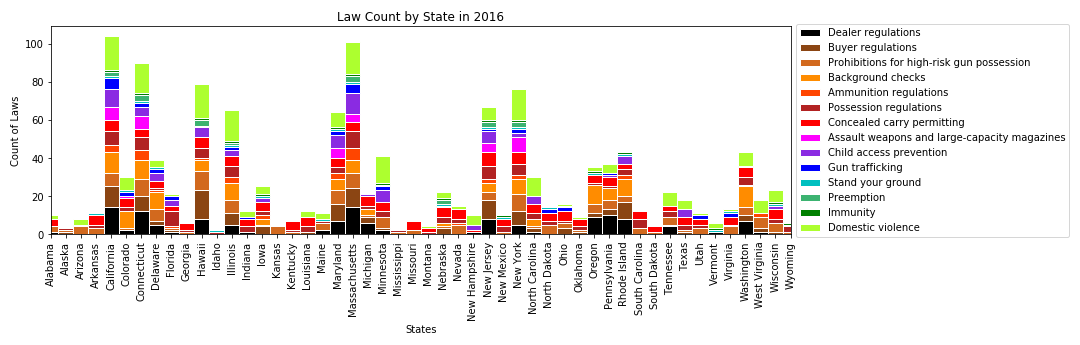 Law Count by State in 2016
Count of Laws
100
80
60
40
20
0
Alabama
Alaska
Arizona
Arkansas
California
Colorado
Connecticut
Delaware
Florida
Georgia
Hawaii
Idaho
Illinois
Indiana
Iowa
Kansas
Kentucky
Louisiana
Maine
Maryland
Massachusetts
Michigan
Minnesota
Mississippi
Missouri
Montana
Nebraska
Nevada
New Hampshire
New Jersey
New Mexico
New York
North Carolina
North Dakota
Ohio
Oklahoma
Oregon
Pennsylvania
Rhode Island
South Carolina
South Dakota
Tennessee
Texas
Utah
Vermont
Virginia
Washington
West Virginia
Wisconsin
Wyoming
States
Dealer regulations
Buyer regulations
Prohibitions for high-risk gun possession
Background checks
Ammunition regulations
Possession regulations
Concealed carry permitting
Assault weapons and large-capacity magazines
Child access prevention
Gun trafficking
Stand your ground
Preemption
Immunity
Domestic violence